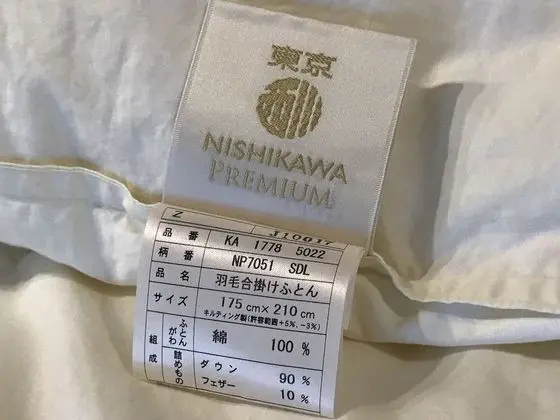 東京
西川
NISHIKAWA
PREMIUM
Z J10617
品番 KA 1778 5022
柄番 NP7051 SDL
品名 羽毛合掛けふとん
サイズ 175cm×210cm
キルティング製(許容範囲+5%、-3%)
組成 ふとんがわ 綿 100%
詰めもの ダウン 90%
フェザー 10%